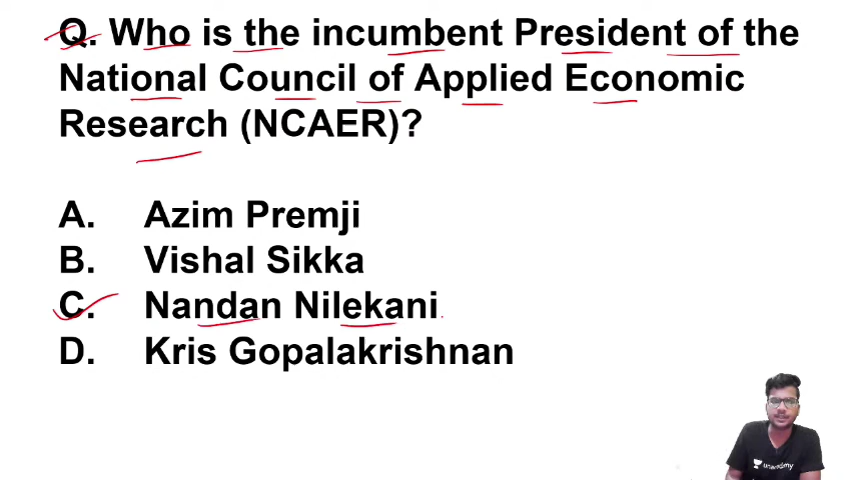 Q. Who is the incumbent President of the
National Council of Applied Economic
Research (NCAER)?
A. Azim Premji
B. Vishal Sikka
C. Nandan Nilekani
D. Kris Gopalakrishnan
unacademy